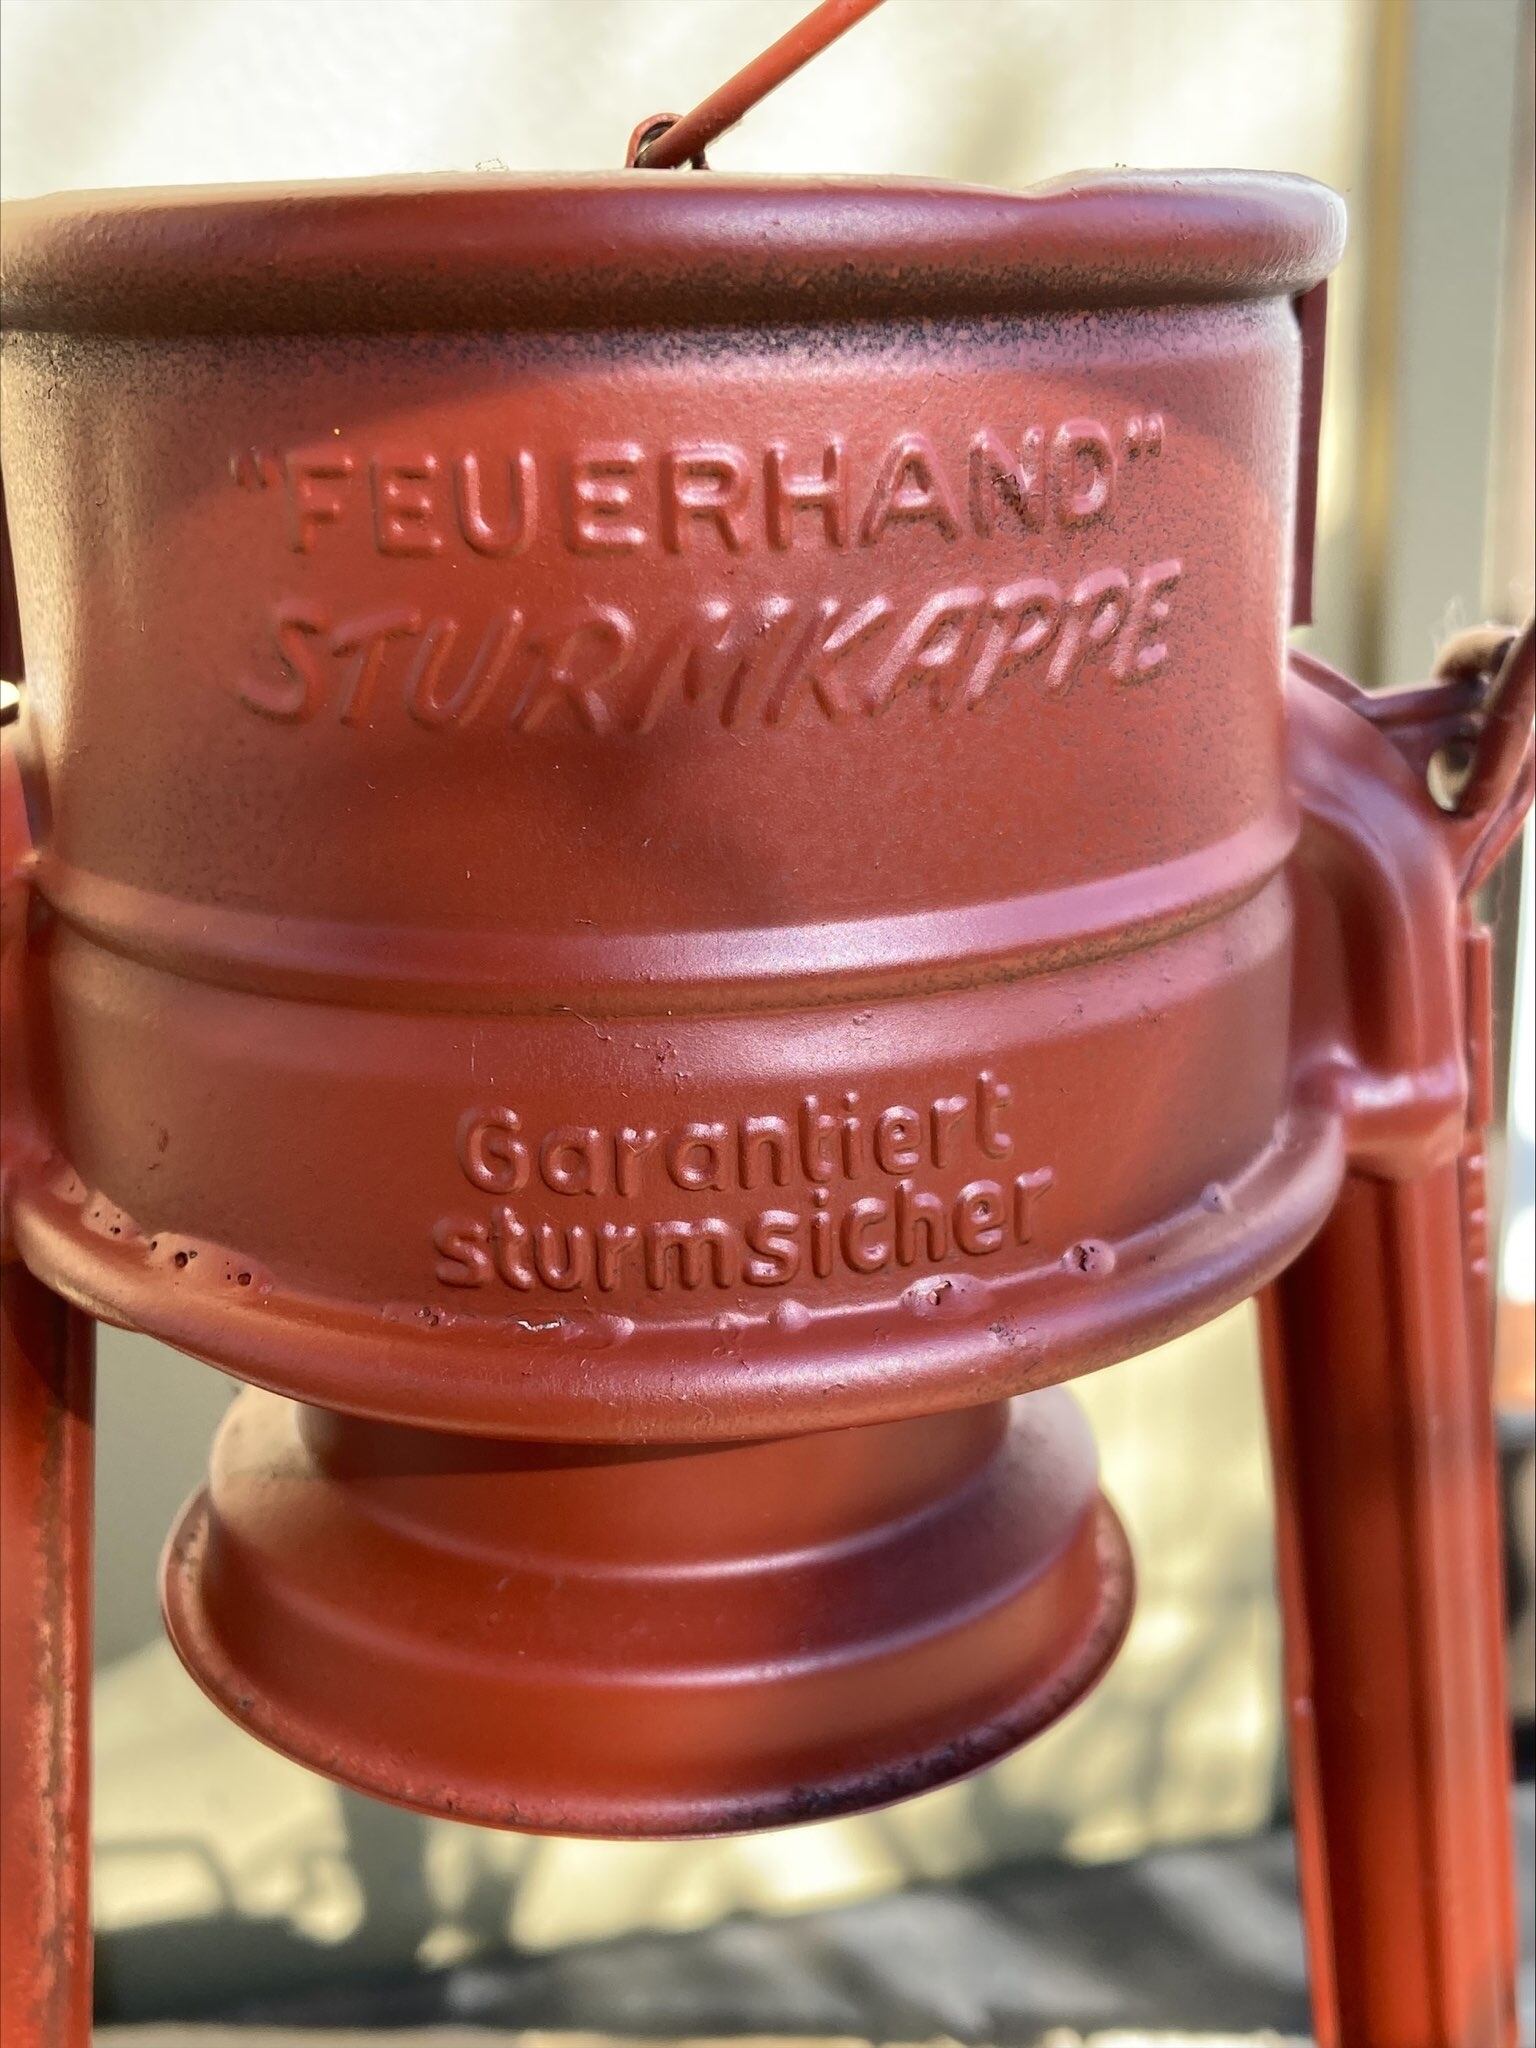 "FEUERHAND"
STURMKAPPE
Garantiert
sturmsicher